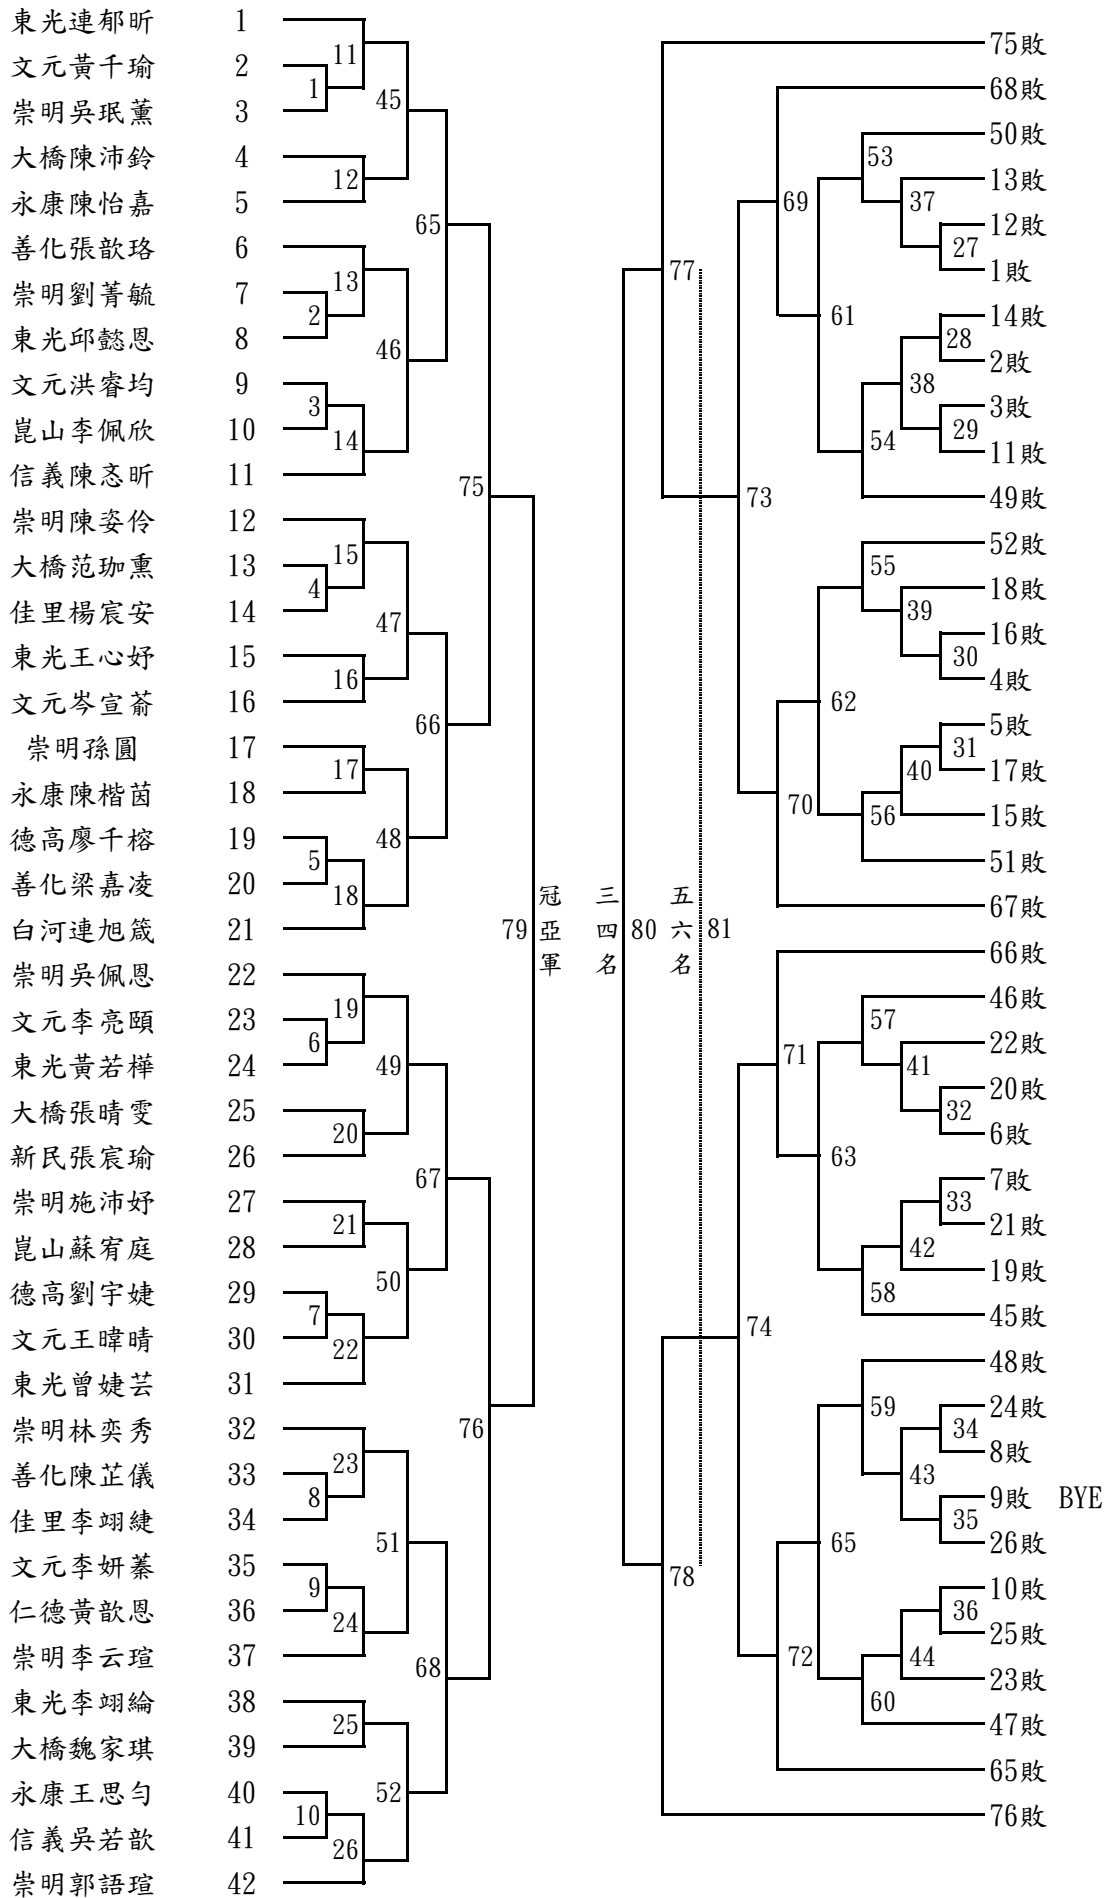 東光連郁昕 1
文元黃千瑜 2
崇明吳珉薰 3
大橋陳沛鈴 4
永康陳怡嘉 5
善化張歆珞 6
崇明劉菁毓 7
東光邱懿恩 8
文元洪睿均 9
崑山李佩欣 10
信義陳忞昕 11
崇明陳姿伶 12
大橋范珈熏 13
佳里楊宸安 14
東光王心妤 15
文元岑宣萮 16
崇明孫圓 17
永康陳楷茵 18
德高廖千榕 19
善化梁嘉凌 20
白河連旭箴 21
崇明吳佩恩 22
文元李亮頤 23
東光黃若樺 24
大橋張晴雯 25
新民張宸瑜 26
崇明施沛妤 27
崑山蘇宥庭 28
德高劉宇婕 29
文元王暐晴 30
東光曾婕芸 31
崇明林奕秀 32
善化陳芷儀 33
佳里李翊緁 34
文元李妍蓁 35
仁德黃歆恩 36
崇明李云瑄 37
東光李翊綸 38
大橋魏家琪 39
永康王思勻 40
信義吳若歆 41
崇明郭語瑄 42
1
2
3
4
5
6
7
8
9
10
11
12
13
14
15
16
17
18
19
20
21
22
23
24
25
26
45
46
47
48
49
50
51
52
65
66
67
68
75
76
79
冠亞軍
三四名
80
五六名
81
77
78
73
74
69
70
71
72
61
62
63
65
53
54
55
56
57
58
59
60
37
38
39
40
41
42
43
44
27
28
29
30
31
32
33
34
35
36
75敗
68敗
50敗
13敗
12敗
1敗
14敗
2敗
3敗
11敗
49敗
52敗
18敗
16敗
4敗
5敗
17敗
15敗
51敗
67敗
66敗
46敗
22敗
20敗
6敗
7敗
21敗
19敗
45敗
48敗
24敗
8敗
9敗 BYE
26敗
10敗
25敗
23敗
47敗
65敗
76敗